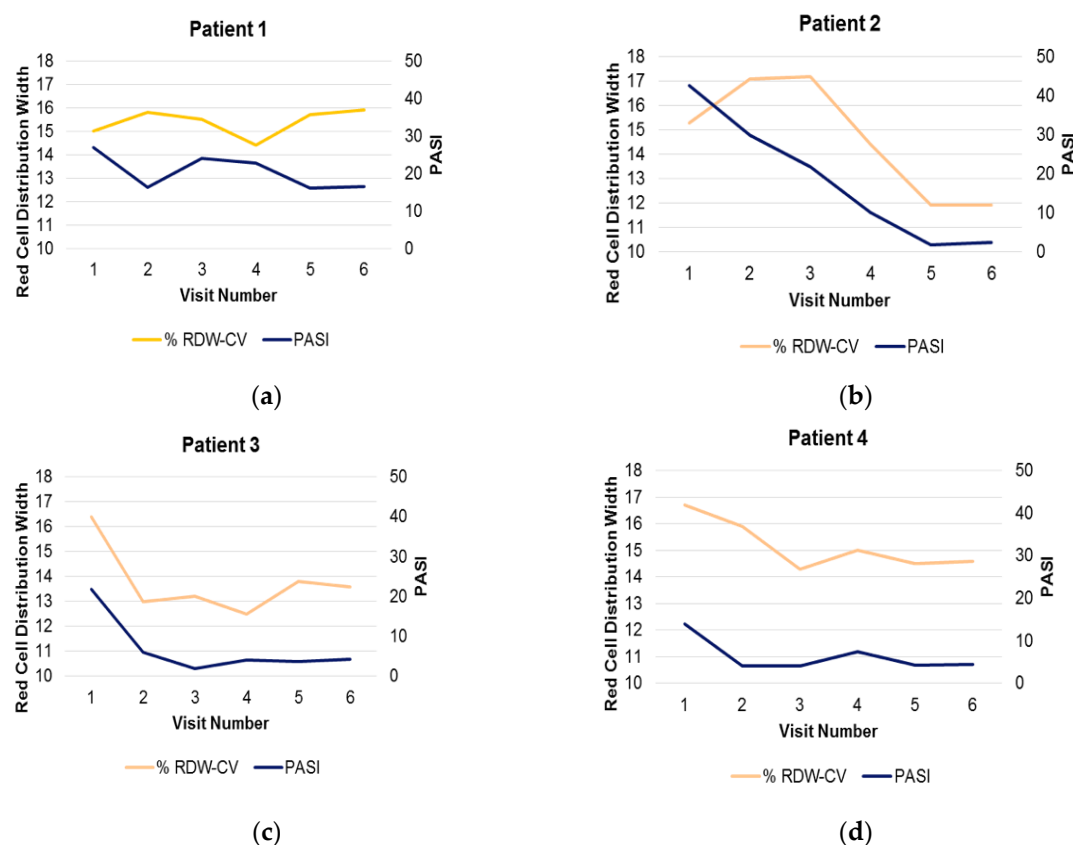 Patient 1
Red Cell Distribution Width
18
17
16
15
14
13
12
11
10
50
40
30
20
10
0
PASI
1 2 3 4 5 6
Visit Number
% RDW-CV PASI
(a)
Patient 2
Red Cell Distribution Width
18
17
16
15
14
13
12
11
10
50
40
30
20
10
0
PASI
1 2 3 4 5 6
Visit Number
% RDW-CV PASI
(b)
Patient 3
Red Cell Distribution Width
18
17
16
15
14
13
12
11
10
50
40
30
20
10
0
PASI
1 2 3 4 5 6
Visit Number
% RDW-CV PASI
(c)
Patient 4
Red Cell Distribution Width
18
17
16
15
14
13
12
11
10
50
40
30
20
10
0
PASI
1 2 3 4 5 6
Visit Number
% RDW-CV PASI
(d)